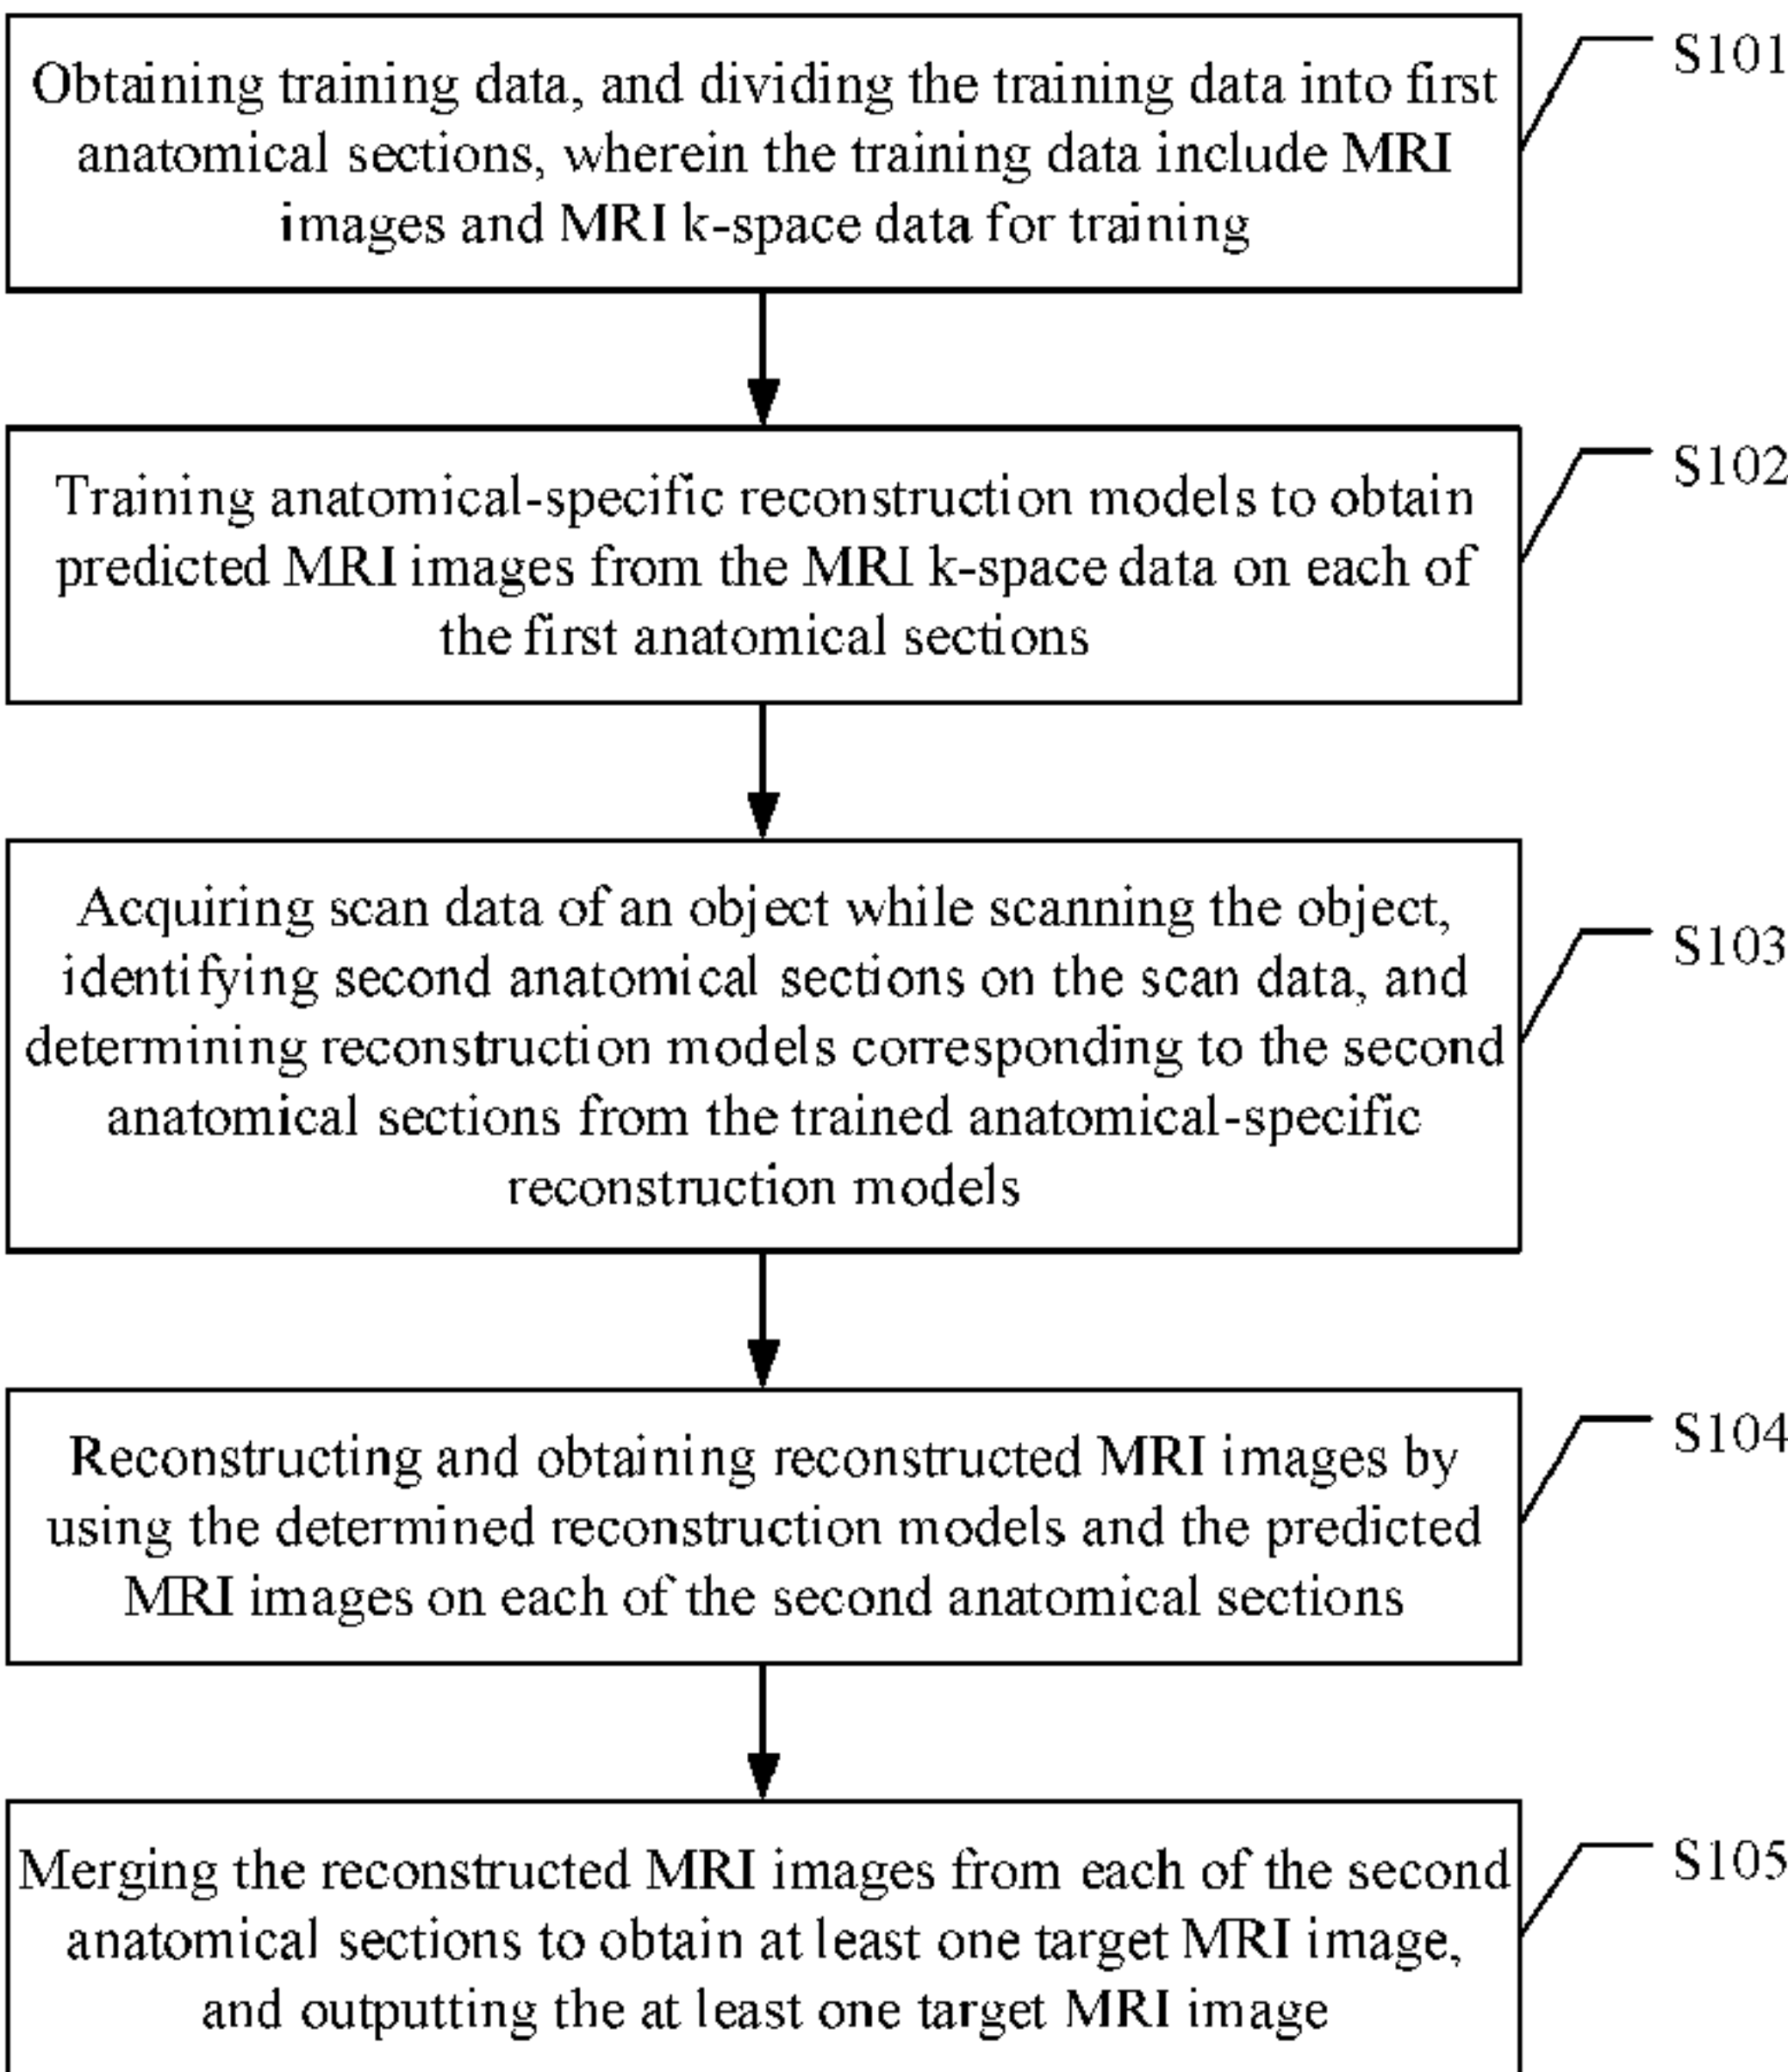 S101
Obtaining training data, and dividing the training data into first
anatomical sections, wherein the training data include MRI
images and MRI k-space data for training
S102
Training anatomical-specific reconstruction models to obtain
predicted MRI images from the MRI k-space data on each of
the first anatomical sections
S103
Acquiring scan data of an object while scanning the object,
identifying second anatomical sections on the scan data, and
determining reconstruction models corresponding to the second
anatomical sections from the trained anatomical-specific
reconstruction models
S104
Reconstructing and obtaining reconstructed MRI images by
using the determined reconstruction models and the predicted
MRI images on each of the second anatomical sections
S105
Merging the reconstructed MRI images from each of the second
anatomical sections to obtain at least one target MRI image,
and outputting the at least one target MRI image